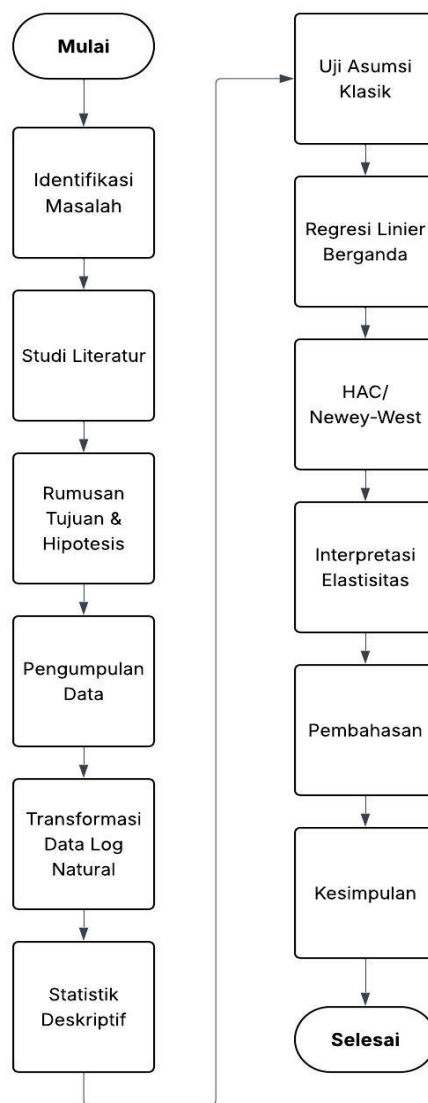 Mulai
Identifikasi
Masalah
Studi Literatur
Rumusan
Tujuan &
Hipotesis
Pengumpulan
Data
Transformasi
Data Log
Natural
Statistik
Deskriptif
Uji Asumsi
Klasik
Regresi Linier
Berganda
HAC/
Newey-West
Interpretasi
Elastisitas
Pembahasan
Kesimpulan
Selesai